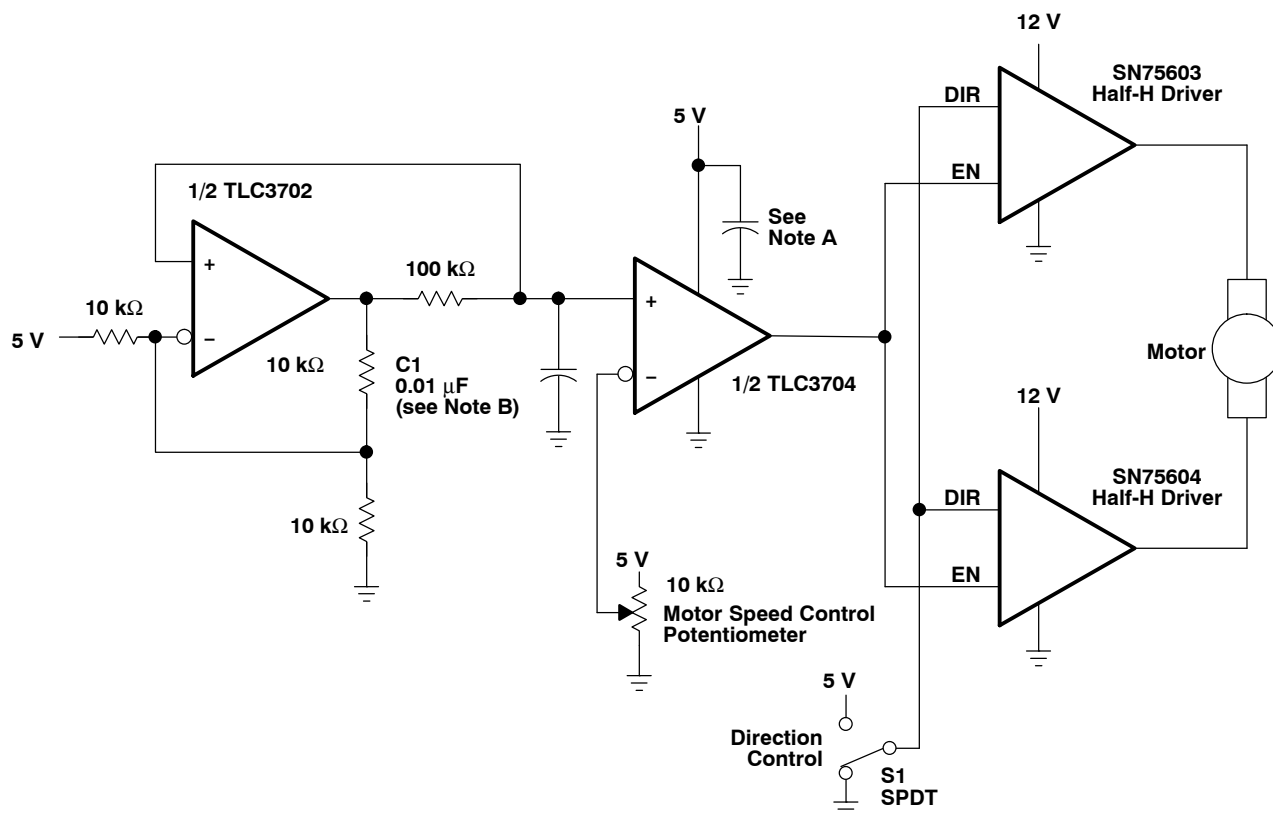 12 V
SN75603
Half-H Driver
DIR
5 V
EN
1/2 TLC3702
See
Note A
+
100 kΩ
10 kΩ
+
5 V
−
10 kΩ
C1
0.01 μF
(see Note B)
−
1/2 TLC3704
Motor
12 V
SN75604
Half-H Driver
DIR
10 kΩ
5 V
10 kΩ
Motor Speed Control
Potentiometer
EN
5 V
Direction
Control
S1
SPDT